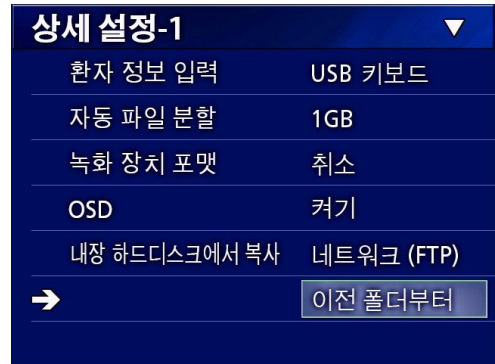 상세 설정-1 ▼
환자 정보 입력 USB 키보드
자동 파일 분할 1GB
녹화 장치 포맷 취소
OSD 켜기
내장 하드디스크에서 복사 네트워크 (FTP)
➔ 이전 폴더부터